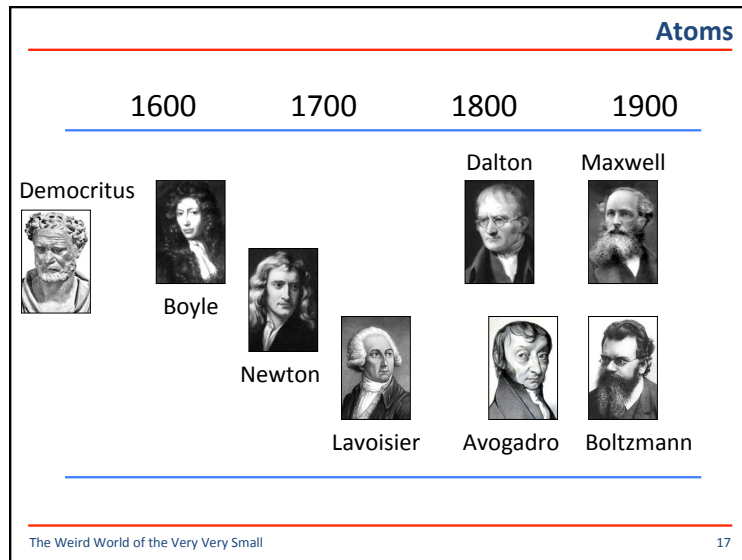 Atoms
1600 1700 1800 1900
Dalton Maxwell
Democritus
Boyle
Newton
Lavoisier Avogadro Boltzmann
The Weird World of the Very Very Small 17